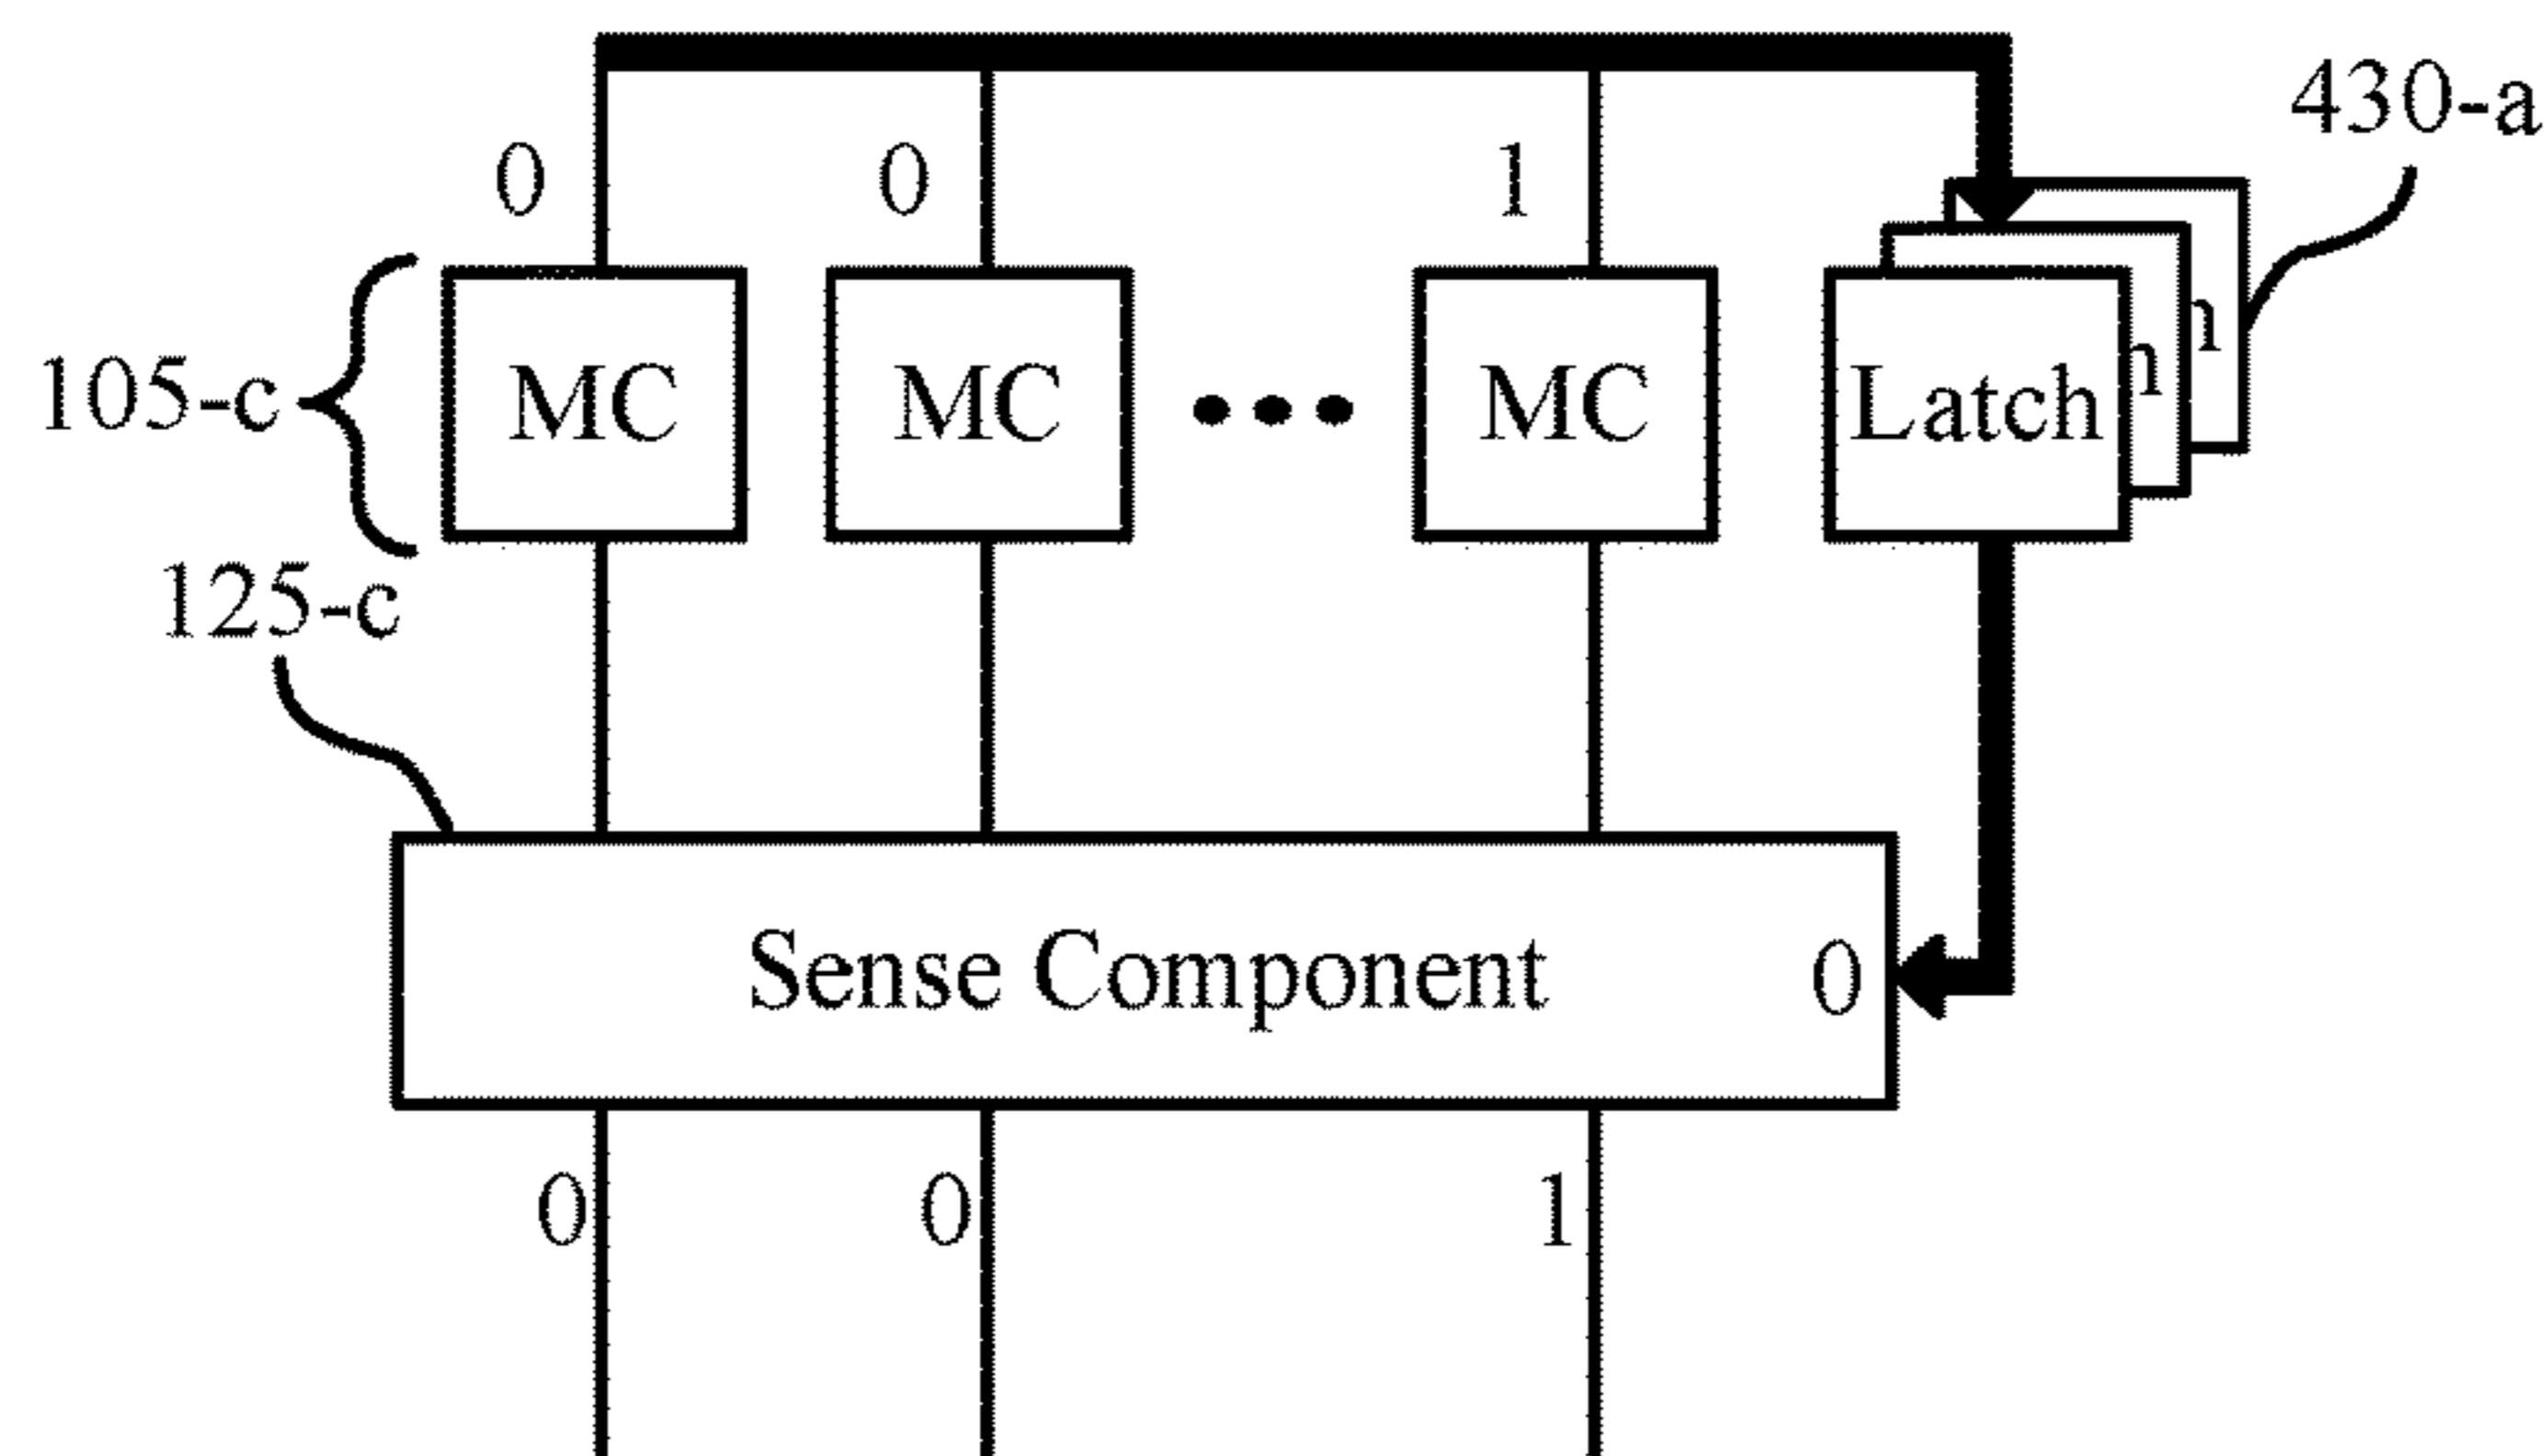 430-a
0 0 1
105-c
MC MC ••• MC Latch h h
125-c
Sense Component 0
0 0 1